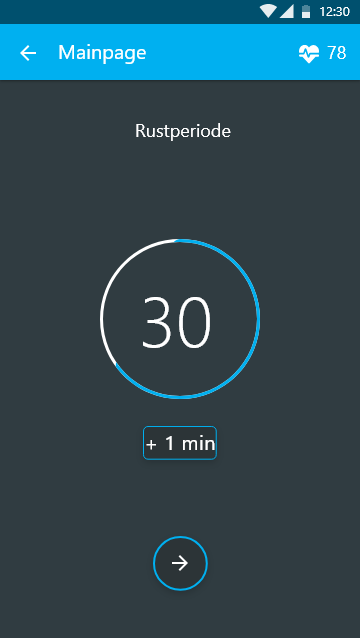 12:30
Mainpage
78
Rustperiode
30
+ 1 min